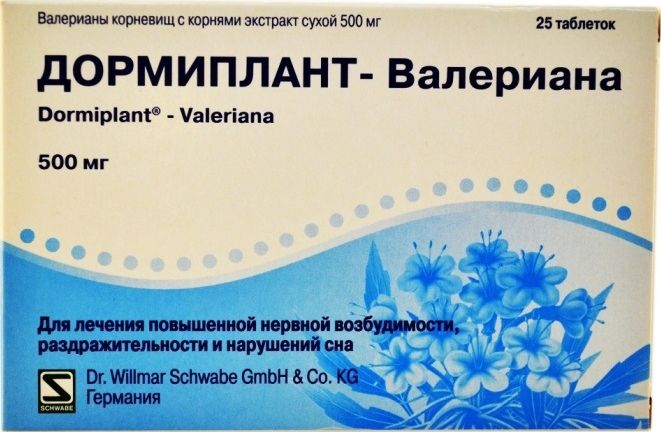 Валерианы корневищ с корнями экстракт сухой 500 мг
25 таблеток
ДОРМИПЛАНТ- Валериана
Dormiplant® - Valeriana
500 мг
Для лечения повышенной нервной возбудимости,
раздражительности и нарушений сна
S
SCHWABE
Dr. Willmar Schwabe GmbH & Co. KG
Германия